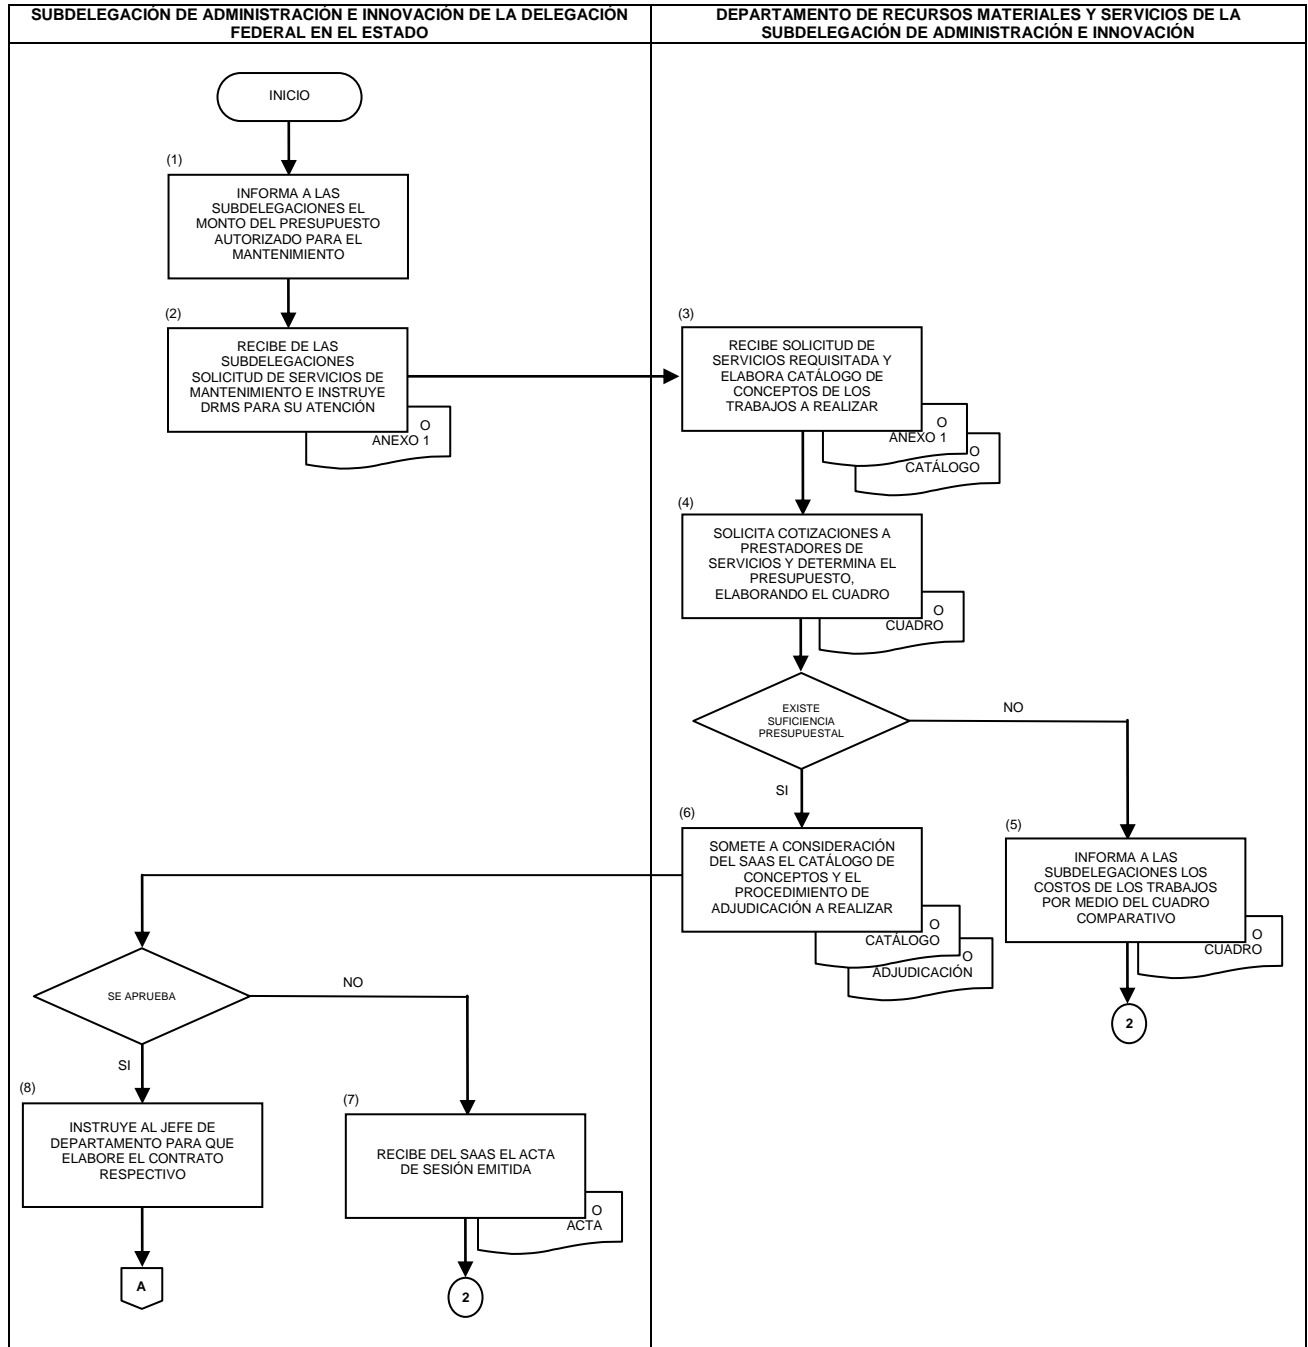 SUBDELEGACIÓN DE ADMINISTRACIÓN E INNOVACIÓN DE LA DELEGACIÓN
FEDERAL EN EL ESTADO
DEPARTAMENTO DE RECURSOS MATERIALES Y SERVICIOS DE LA
SUBDELEGACIÓN DE ADMINISTRACIÓN E INNOVACIÓN
INICIO
(1)
INFORMA A LAS
SUBDELEGACIONES EL
MONTO DEL PRESUPUESTO
AUTORIZADO PARA EL
MANTENIMIENTO
(2)
RECIBE DE LAS
SUBDELEGACIONES
SOLICITUD DE SERVICIOS DE
MANTENIMIENTO E INSTRUYE
DRMS PARA SU ATENCIÓN
O
ANEXO 1
(3)
RECIBE SOLICITUD DE
SERVICIOS REQUISITADA Y
ELABORA CATÁLOGO DE
CONCEPTOS DE LOS
TRABAJOS A REALIZAR
O
ANEXO 1
O
CATÁLOGO
(4)
SOLICITA COTIZACIONES A
PRESTADORES DE
SERVICIOS Y DETERMINA EL
PRESUPUESTO,
ELABORANDO EL CUADRO
O
CUADRO
EXISTE
SUFICIENCIA
PRESUPUESTAL
NO
SI
(5)
INFORMA A LAS
SUBDELEGACIONES LOS
COSTOS DE LOS TRABAJOS
POR MEDIO DEL CUADRO
COMPARATIVO
O
CUADRO
2
(6)
SOMETE A CONSIDERACIÓN
DEL SAAS EL CATÁLOGO DE
CONCEPTOS Y EL
PROCEDIMIENTO DE
ADJUDICACIÓN A REALIZAR
O
CATÁLOGO
O
ADJUDICACIÓN
SE APRUEBA
NO
SI
(7)
RECIBE DEL SAAS EL ACTA
DE SESIÓN EMITIDA
O
ACTA
2
(8)
INSTRUYE AL JEFE DE
DEPARTAMENTO PARA QUE
ELABORE EL CONTRATO
RESPECTIVO
A